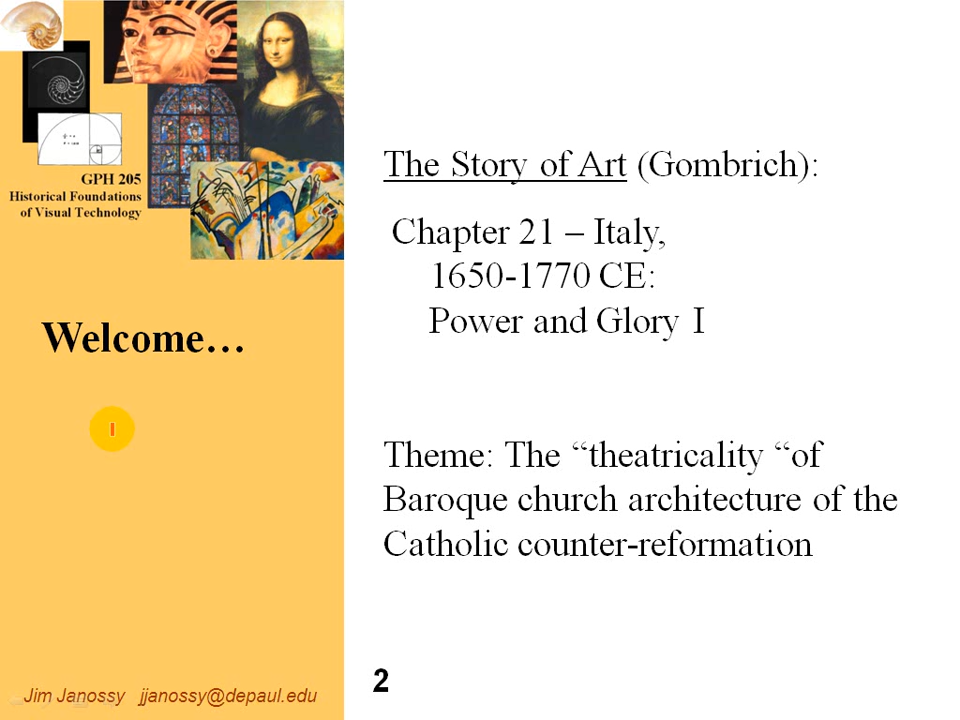 GPH 205
Historical Foundations
of Visual Technology
Welcome…
The Story of Art (Gombrich):
Chapter 21 – Italy,
1650-1770 CE:
Power and Glory I
Theme: The “theatricality “of
Baroque church architecture of the
Catholic counter-reformation
Jim Janossy jjanossy@depaul.edu
2